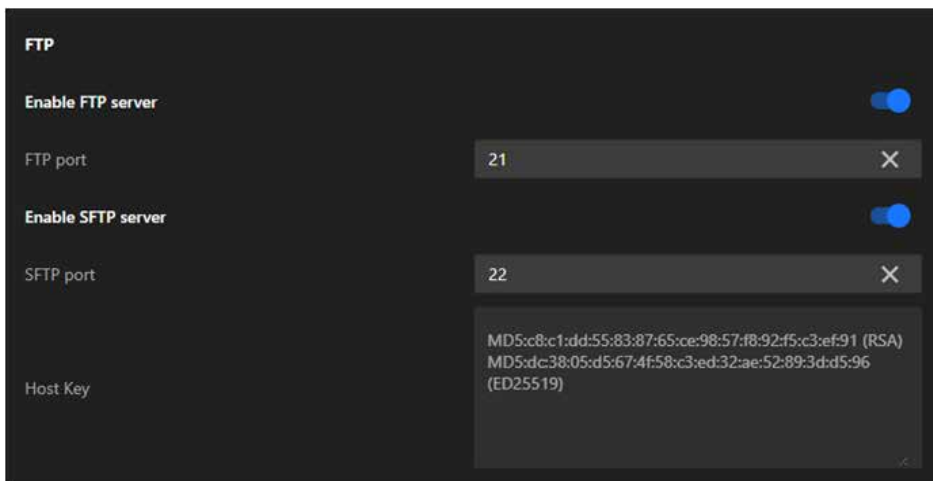 FTP
Enable FTP server
FTP port 21
Enable SFTP server
SFTP port 22
Host Key
MD5:c8:c1:dd:55:83:87:65:ce:98:57:f8:92:f5:c3:ef:91 (RSA)
MD5:dc:38:05:d5:67:4f:58:c3:ed:32:ae:52:89:3d:d5:96
(ED25519)